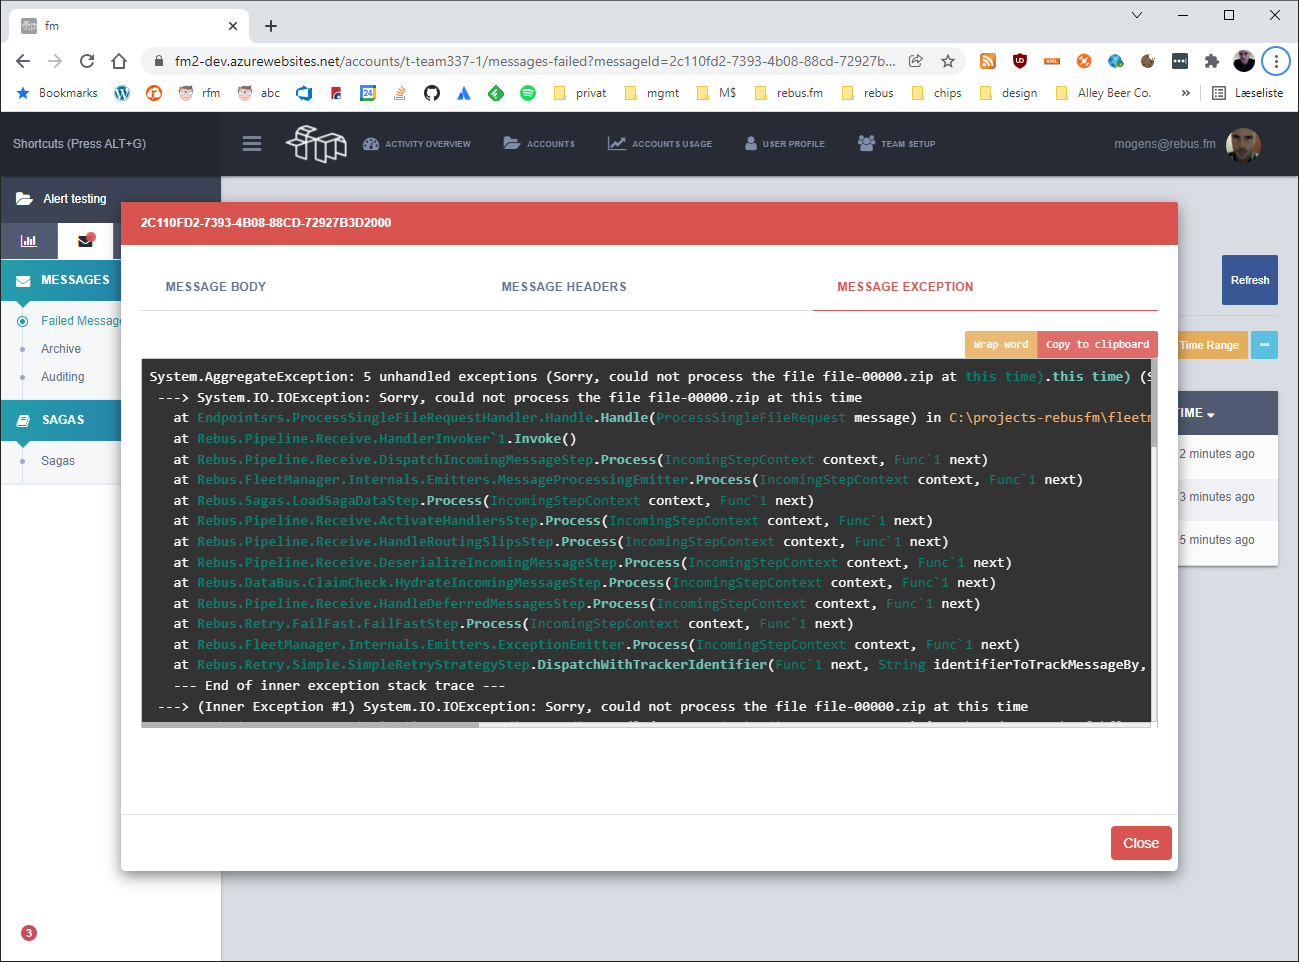 fm
fm2-dev.azurewebsites.net/accounts/t-team337-1/messages-failed?messageId=2c110fd2-7393-4b08-88cd-72927b...
Bookmarks rfm abc 24 privat mgmt M$ rebus.fm rebus chips design Alley Beer Co. » Læseliste
Shortcuts (Press ALT+G)
ACTIVITY OVERVIEW ACCOUNTS ACCOUNTS USAGE USER PROFILE TEAM SETUP mogens@rebus.fm
Alert testing
2C110FD2-7393-4B08-88CD-72927B3D2000
MESSAGES
Failed Message
Archive
Auditing
SAGAS
Sagas
3
MESSAGE BODY MESSAGE HEADERS MESSAGE EXCEPTION
Refresh
Wrap word Copy to clipboard
Time Range
System.AggregateException: 5 unhandled exceptions (Sorry, could not process the file file-00000.zip at this time).this time) (S
---> System.IO.IOException: Sorry, could not process the file file-00000.zip at this time
at Endpointsrs.ProcessSingleFileRequestHandler.Handle.Handle(ProcessSingleFileRequest message) in C:\projects-rebusfm\fleetm
at Rebus.Pipeline.Receive.HandlerInvoker`1.Invoke()
at Rebus.Pipeline.Receive.DispatchIncomingMessageStep.Process(IncomingStepContext context, Func`1 next)
at Rebus.FleetManager.Internals.Emitters.MessageProcessingEmitter.Process(IncomingStepContext context, Func`1 next)
at Rebus.Sagas.LoadSagaDataStep.Process(IncomingStepContext context, Func`1 next)
at Rebus.Pipeline.Receive.ActivateHandlersStep.Process(IncomingStepContext context, Func`1 next)
at Rebus.Pipeline.Receive.HandleRoutingSlipsStep.Process(IncomingStepContext context, Func`1 next)
at Rebus.Pipeline.Receive.DeserializeIncomingMessageStep.Process(IncomingStepContext context, Func`1 next)
at Rebus.DataBus.ClaimCheck.HydrateIncomingMessageStep.Process(IncomingStepContext context, Func`1 next)
at Rebus.Pipeline.Receive.HandleDeferredMessagesStep.Process(IncomingStepContext context, Func`1 next)
at Rebus.Retry.FailFast.FailFastStep.Process(IncomingStepContext context, Func`1 next)
at Rebus.FleetManager.Internals.Emitters.ExceptionEmitter.Process(IncomingStepContext context, Func`1 next)
at Rebus.Retry.Simple.SimpleRetryStrategyStep.DispatchWithTrackerIdentifier(Func`1 next, String identifierToTrackMessageBy,
--- End of inner exception stack trace ---
---> (Inner Exception #1) System.IO.IOException: Sorry, could not process the file file-00000.zip at this time
TIME
2 minutes ago
3 minutes ago
5 minutes ago
Close